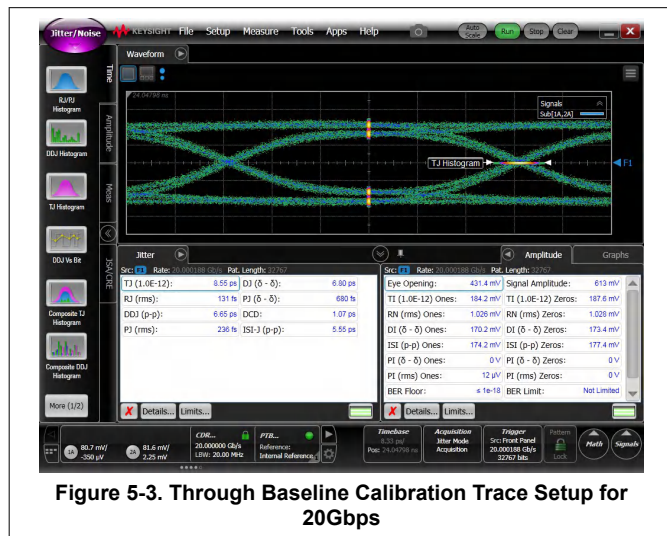 Jitter/Noise
KEYSIGHT File Setup Measure Tools Apps Help
Auto Scale Run Stop Clear
Waveform
Time
Amplitude
Meas
JSA/CRE
RJ/PJ
Histogram
DDJ Histogram
TJ Histogram
DDJ Vs Bit
Composite TJ
Histogram
Composite DDJ
Histogram
More (1/2)
24.04798 ns
Signals
Sub[1A,2A]
TJ Histogram
F1
Jitter
Src: F1 Rate: 20.000188 Gb/s Pat. Length: 32767
TJ (1.0E-12): 8.55 ps DJ (δ - δ): 6.80 ps
RJ (rms): 131 fs PJ (δ - δ): 680 fs
DDJ (p-p): 6.65 ps DCD: 1.07 ps
PJ (rms): 236 fs ISI-J (p-p): 5.55 ps
Details... Limits...
Amplitude Graphs
Src: F1 Rate: 20.000188 Gb/s Pat. Length: 32767
Eye Opening: 431.4 mV Signal Amplitude: 613 mV
TI (1.0E-12) Ones: 184.2 mV TI (1.0E-12) Zeros: 187.6 mV
RN (rms) Ones: 1.026 mV RN (rms) Zeros: 1.028 mV
DI (δ - δ) Ones: 170.2 mV DI (δ - δ) Zeros: 173.4 mV
ISI (p-p) Ones: 174.2 mV ISI (p-p) Zeros: 177.4 mV
PI (δ - δ) Ones: 0 V PI (δ - δ) Zeros: 0 V
PI (rms) Ones: 12 μV PI (rms) Zeros: 0 V
BER Floor: ≤ 1e-18 BER Limit: Not Limited
Details... Limits...
1A 80.7 mV/
-350 μV
2A 81.6 mV/
2.25 mV
CDR...
20.000000 Gb/s
LBW: 20.00 MHz
PTB...
Reference:
Internal Reference
Timebase
8.33 ps/
Pos: 24.04798 ns
Acquisition
Jitter Mode
Acquisition
Trigger
Src: Front Panel
20.000188 Gb/s
32767 bits
Pattern
Lock
Math
Signals
Figure 5-3. Through Baseline Calibration Trace Setup for
20Gbps